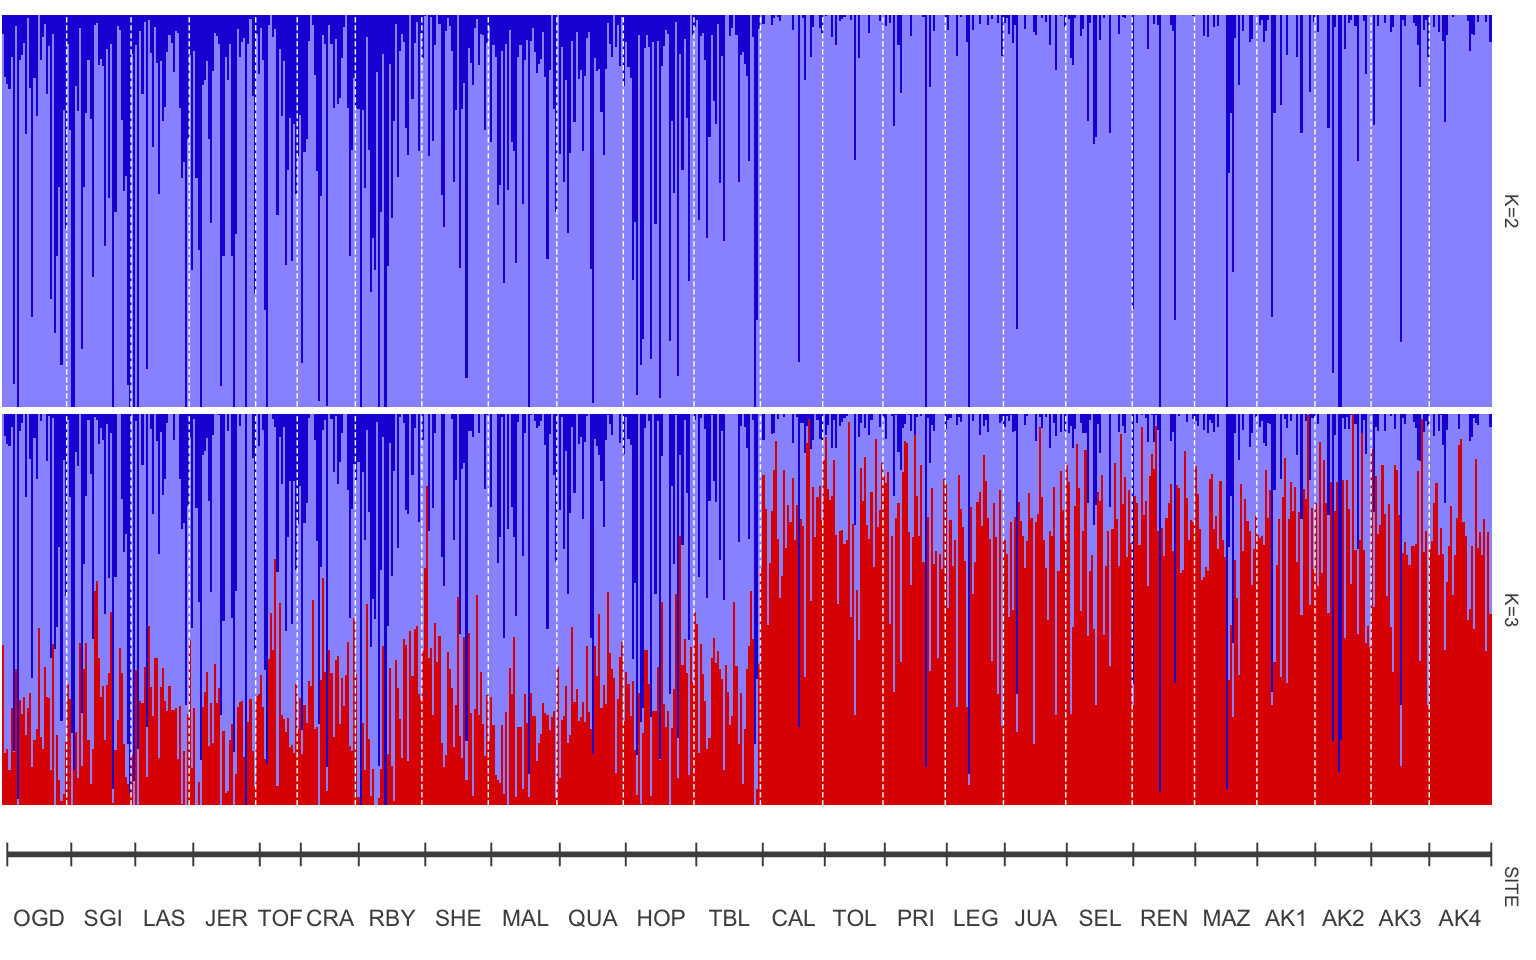 K=2
K=3
SITE
OGD SGI LAS JER TOF CRA RBY SHE MAL QUA HOP TBL CAL TOL PRI LEG JUA SEL REN MAZ AK1 AK2 AK3 AK4